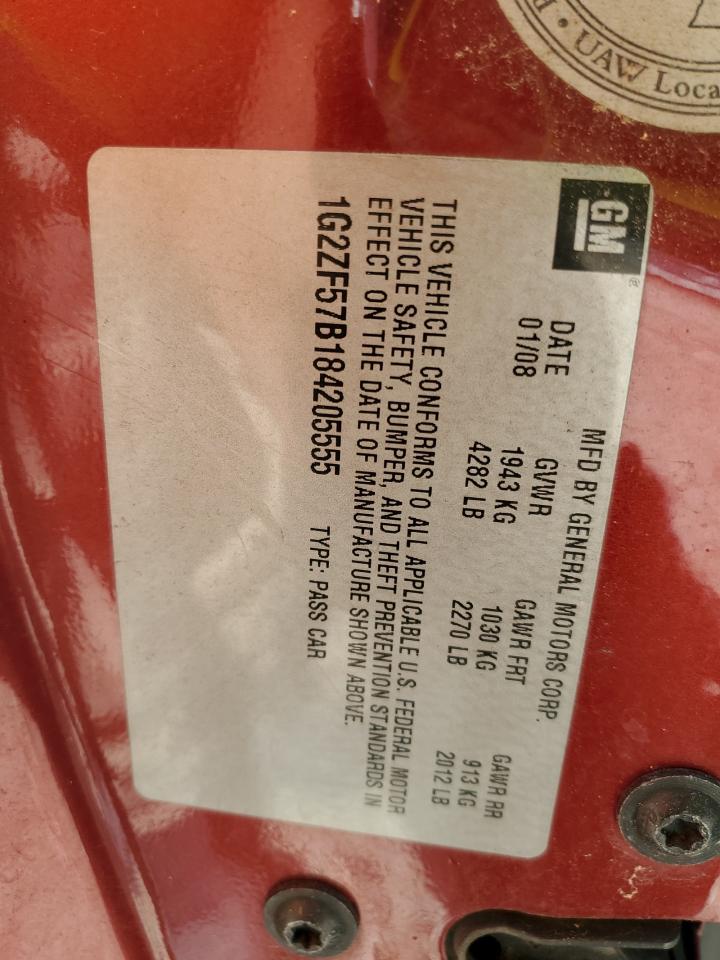 UAW Loca
GM
MFD BY GENERAL MOTORS CORP.
DATE GVWR GAWR FRT GAWR RR
01/08 1943 KG 1030 KG 913 KG
4282 LB 2270 LB 2012 LB
THIS VEHICLE CONFORMS TO ALL APPLICABLE U.S. FEDERAL MOTOR
VEHICLE SAFETY, BUMPER, AND THEFT PREVENTION STANDARDS IN
EFFECT ON THE DATE OF MANUFACTURE SHOWN ABOVE.
1G2ZF57B184205555 TYPE: PASS CAR